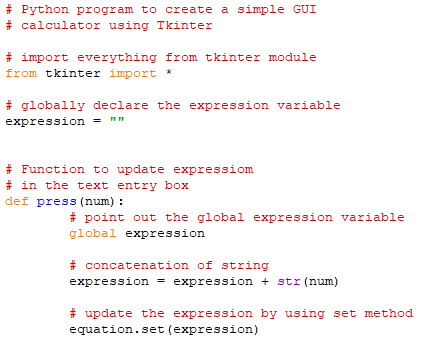 # Python program to create a simple GUI
# calculator using Tkinter
# import everything from tkinter module
from tkinter import *
# globally declare the expression variable
expression = ""
# Function to update expressiom
# in the text entry box
def press(num):
# point out the global expression variable
global expression
# concatenation of string
expression = expression + str(num)
# update the expression by using set method
equation.set(expression)